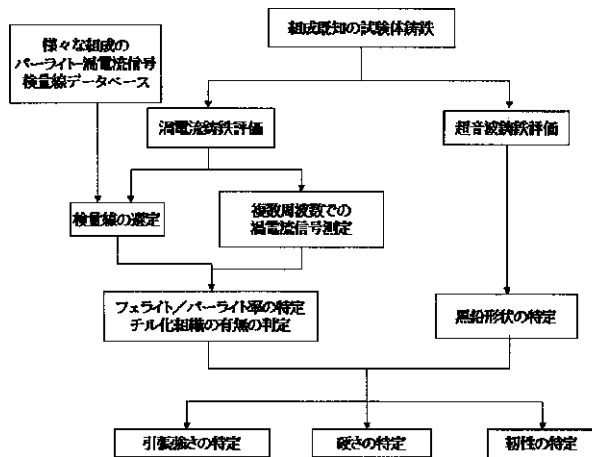 様々な組成の
パーライト-渦電流信号
検量線データベース
組成既知の試験体鋳鉄
渦電流鋳鉄評価
超音波鋳鉄評価
検量線の選定
複数周波数での
渦電流信号測定
フェライト／パーライト率の特定
チル化組織の有無の判定
黒鉛形状の特定
引張強さの特定
硬さの特定
靭性の特定